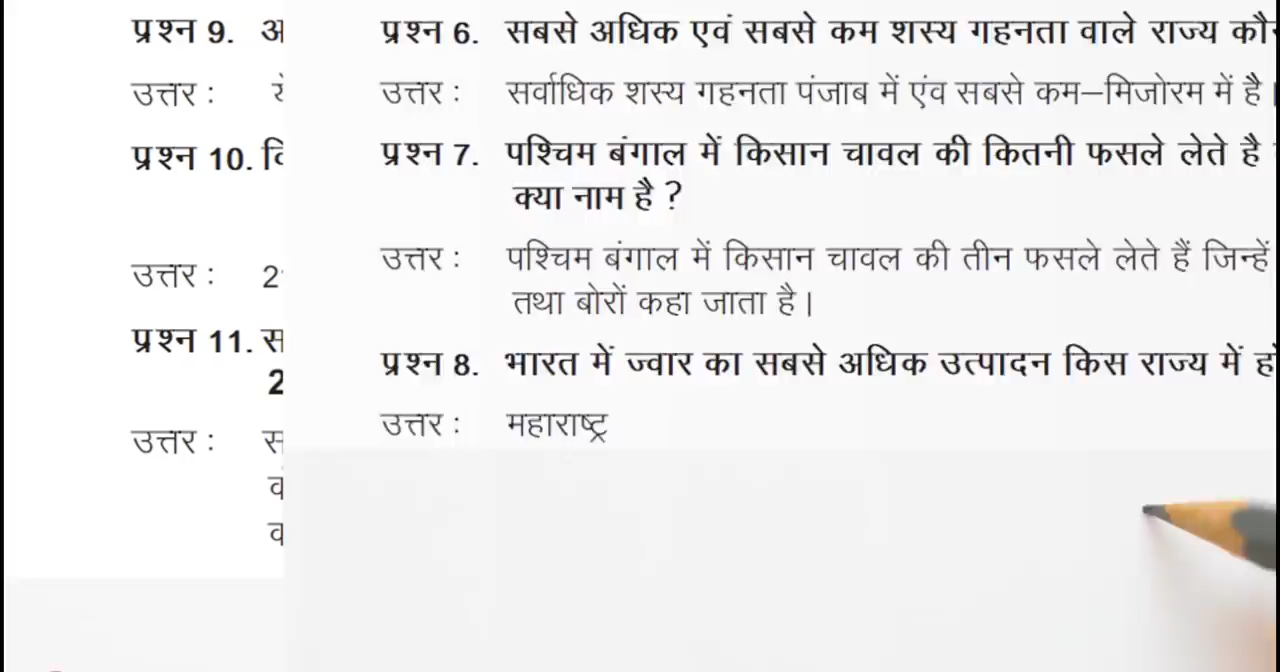 प्रश्न 9.
उत्तर :
प्रश्न 10.
उत्तर :
प्रश्न 11.
2
उत्तर :
प्रश्न 6. सबसे अधिक एवं सबसे कम शस्य गहनता वाले राज्य
उत्तर : सर्वाधिक शस्य गहनता पंजाब में एंव सबसे कम–मिजोरम में है।
प्रश्न 7. पश्चिम बंगाल में किसान चावल की कितनी फसले लेते है
क्या नाम है ?
उत्तर : पश्चिम बंगाल में किसान चावल की तीन फसले लेते हैं जिन्हें
तथा बोरों कहा जाता है।
प्रश्न 8. भारत में ज्वार का सबसे अधिक उत्पादन किस राज्य में
उत्तर : महाराष्ट्र